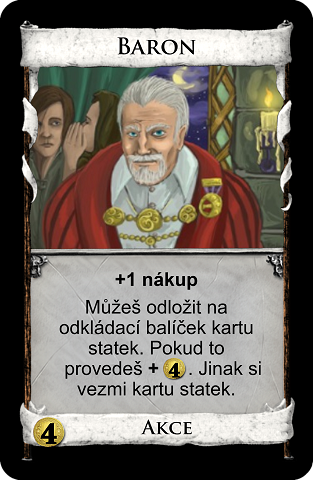 BARON
+1 nákup
Můžeš odložit na
odkládací balíček kartu
statek. Pokud to
provedeš + 4 . Jinak si
vezmi kartu statek.
4 AKCE